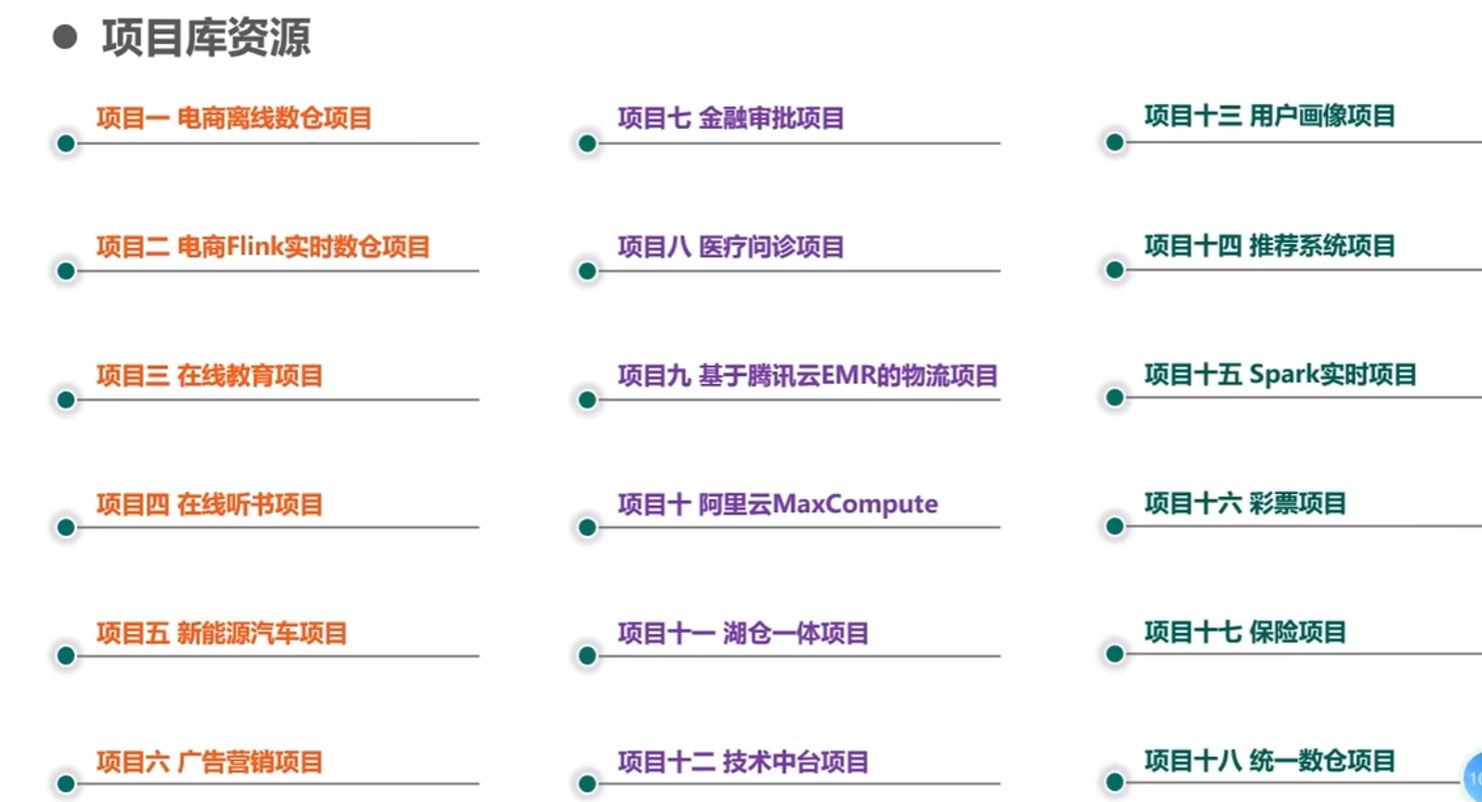 项目库资源
项目一 电商离线数仓项目
项目二 电商Flink实时数仓项目
项目三 在线教育项目
项目四 在线听书项目
项目五 新能源汽车项目
项目六 广告营销项目
项目七 金融审批项目
项目八 医疗问诊项目
项目九 基于腾讯云EMR的物流项目
项目十 阿里云MaxCompute
项目十一 湖仓一体项目
项目十二 技术中台项目
项目十三 用户画像项目
项目十四 推荐系统项目
项目十五 Spark实时项目
项目十六 彩票项目
项目十七 保险项目
项目十八 统一数仓项目